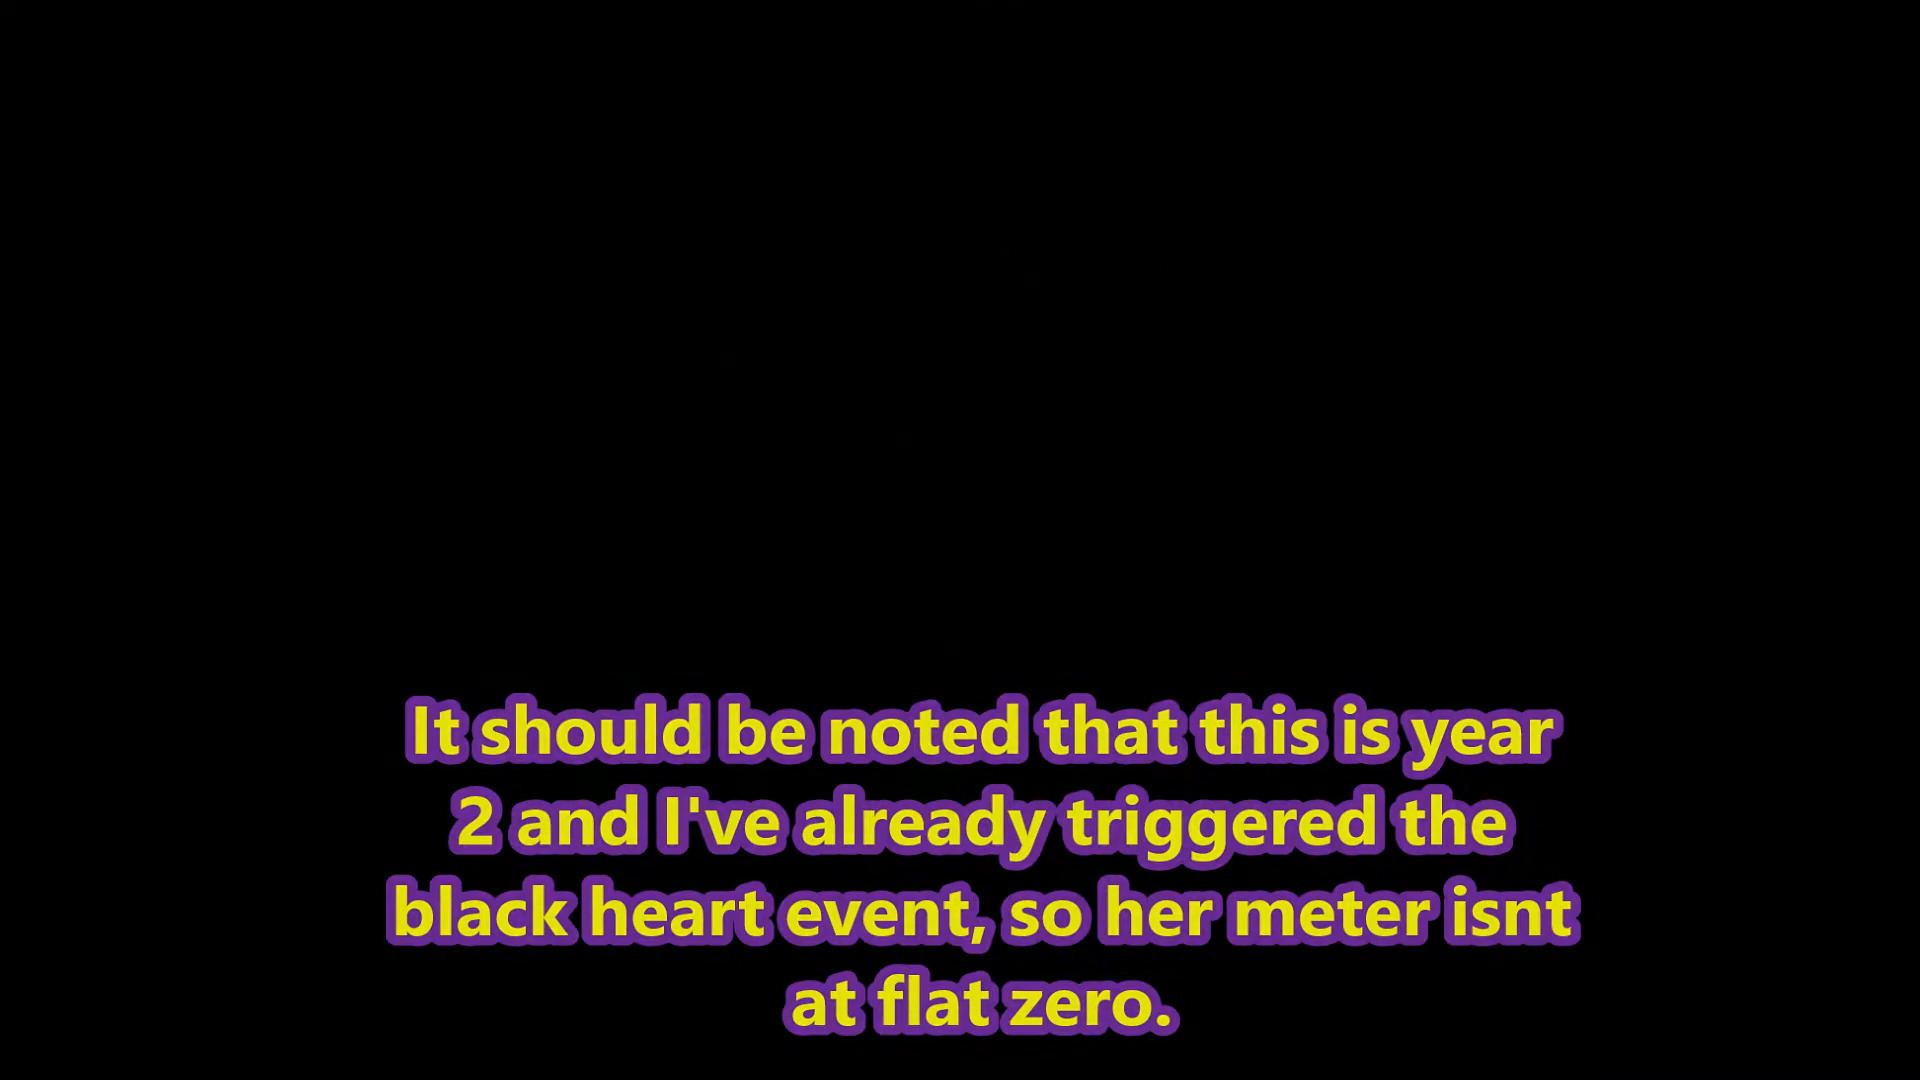 It should be noted that this is year
2 and I've already triggered the
black heart event, so her meter isnt
at flat zero.